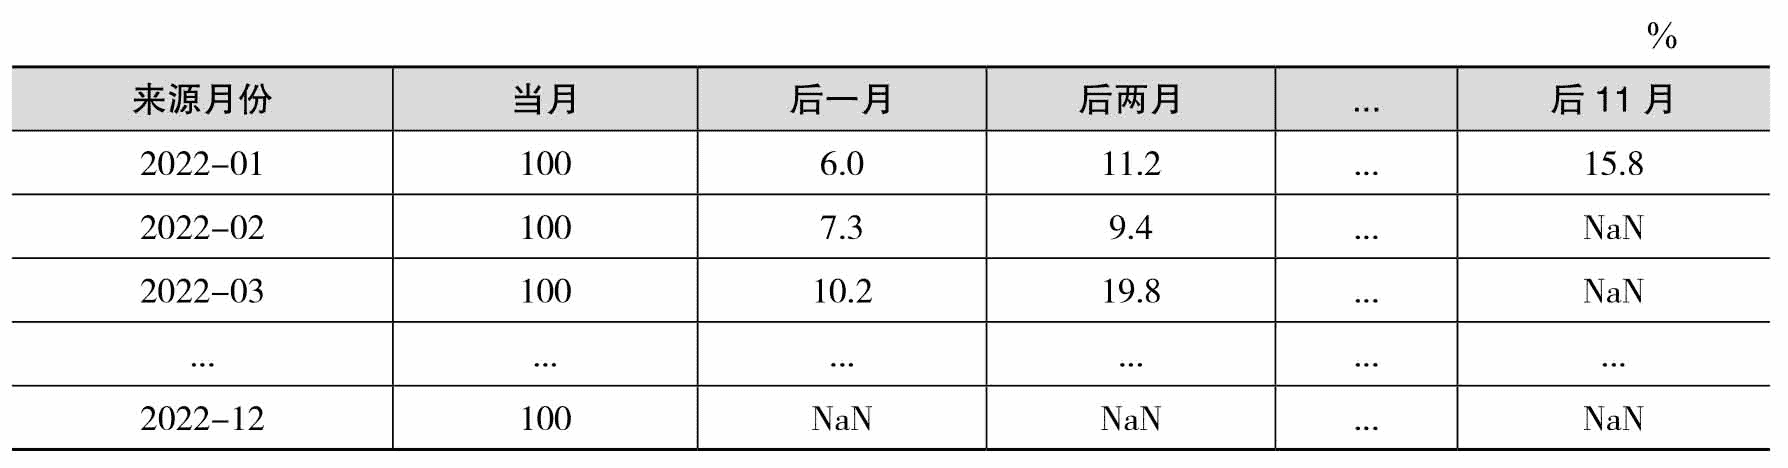 %
来源月份 当月 后一月 后两月 ... 后11月
2022-01 100 6.0 11.2 ... 15.8
2022-02 100 7.3 9.4 ... NaN
2022-03 100 10.2 19.8 ... NaN
... ... ... ... ... ...
2022-12 100 NaN NaN ... NaN